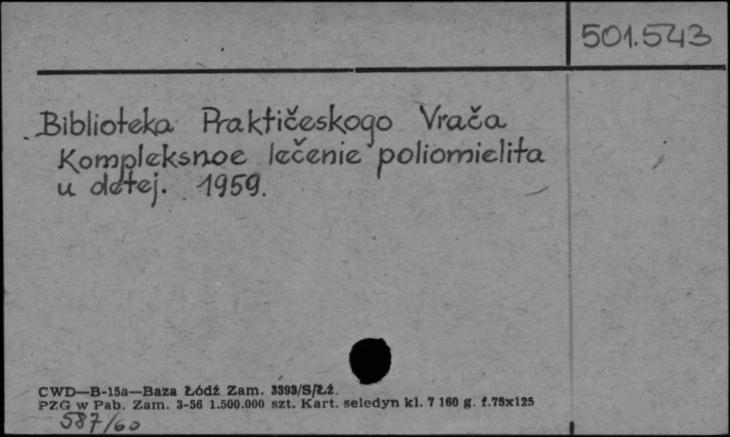 501.543
Biblioteka Praktičeskogo Vrača
Kompleksnoe lečenie poliomielita
u detej. 1959.
CWD—B-15a—Baza Łódź Zam. 3393/S/Łź.
PZG w Pab. Zam. 3-56 1.500.000 szt. Kart. seledyn kl. 7 160 g. f.75x125
587/60